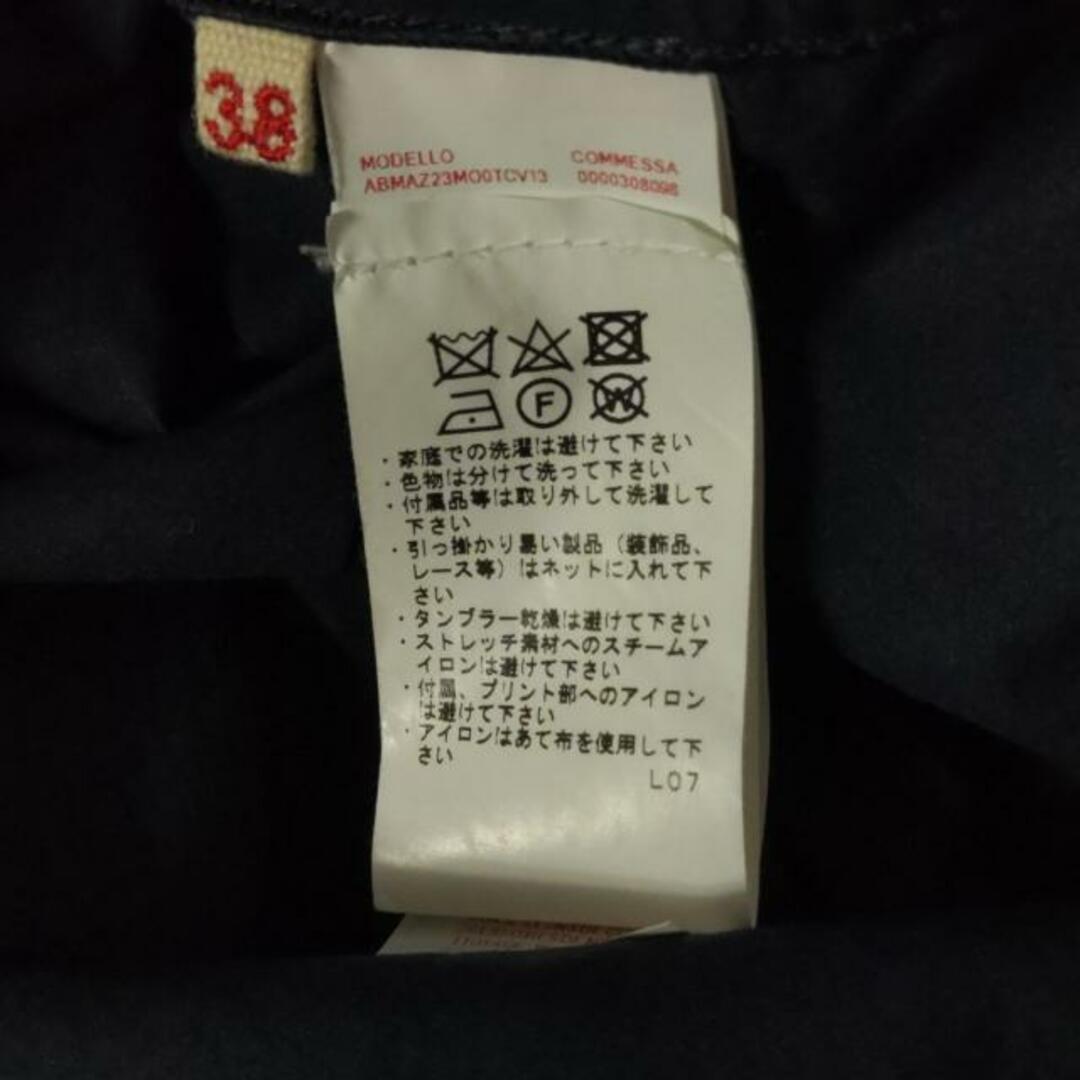 38
MODELLO COMMESSA
ABMAZ23MO0TCV13 0000308098
F W
・家庭での洗濯は避けて下さい
・色物は分けて洗って下さい
・付属品等は取り外して洗濯して
下さい
・引っ掛かり易い製品（装飾品、
レース等）はネットに入れて下
さい
・タンブラー乾燥は避けて下さい
・ストレッチ素材へのスチームア
イロンは避けて下さい
・付属、プリント部へのアイロン
は避けて下さい
・アイロンはあて布を使用して下
さい
L07